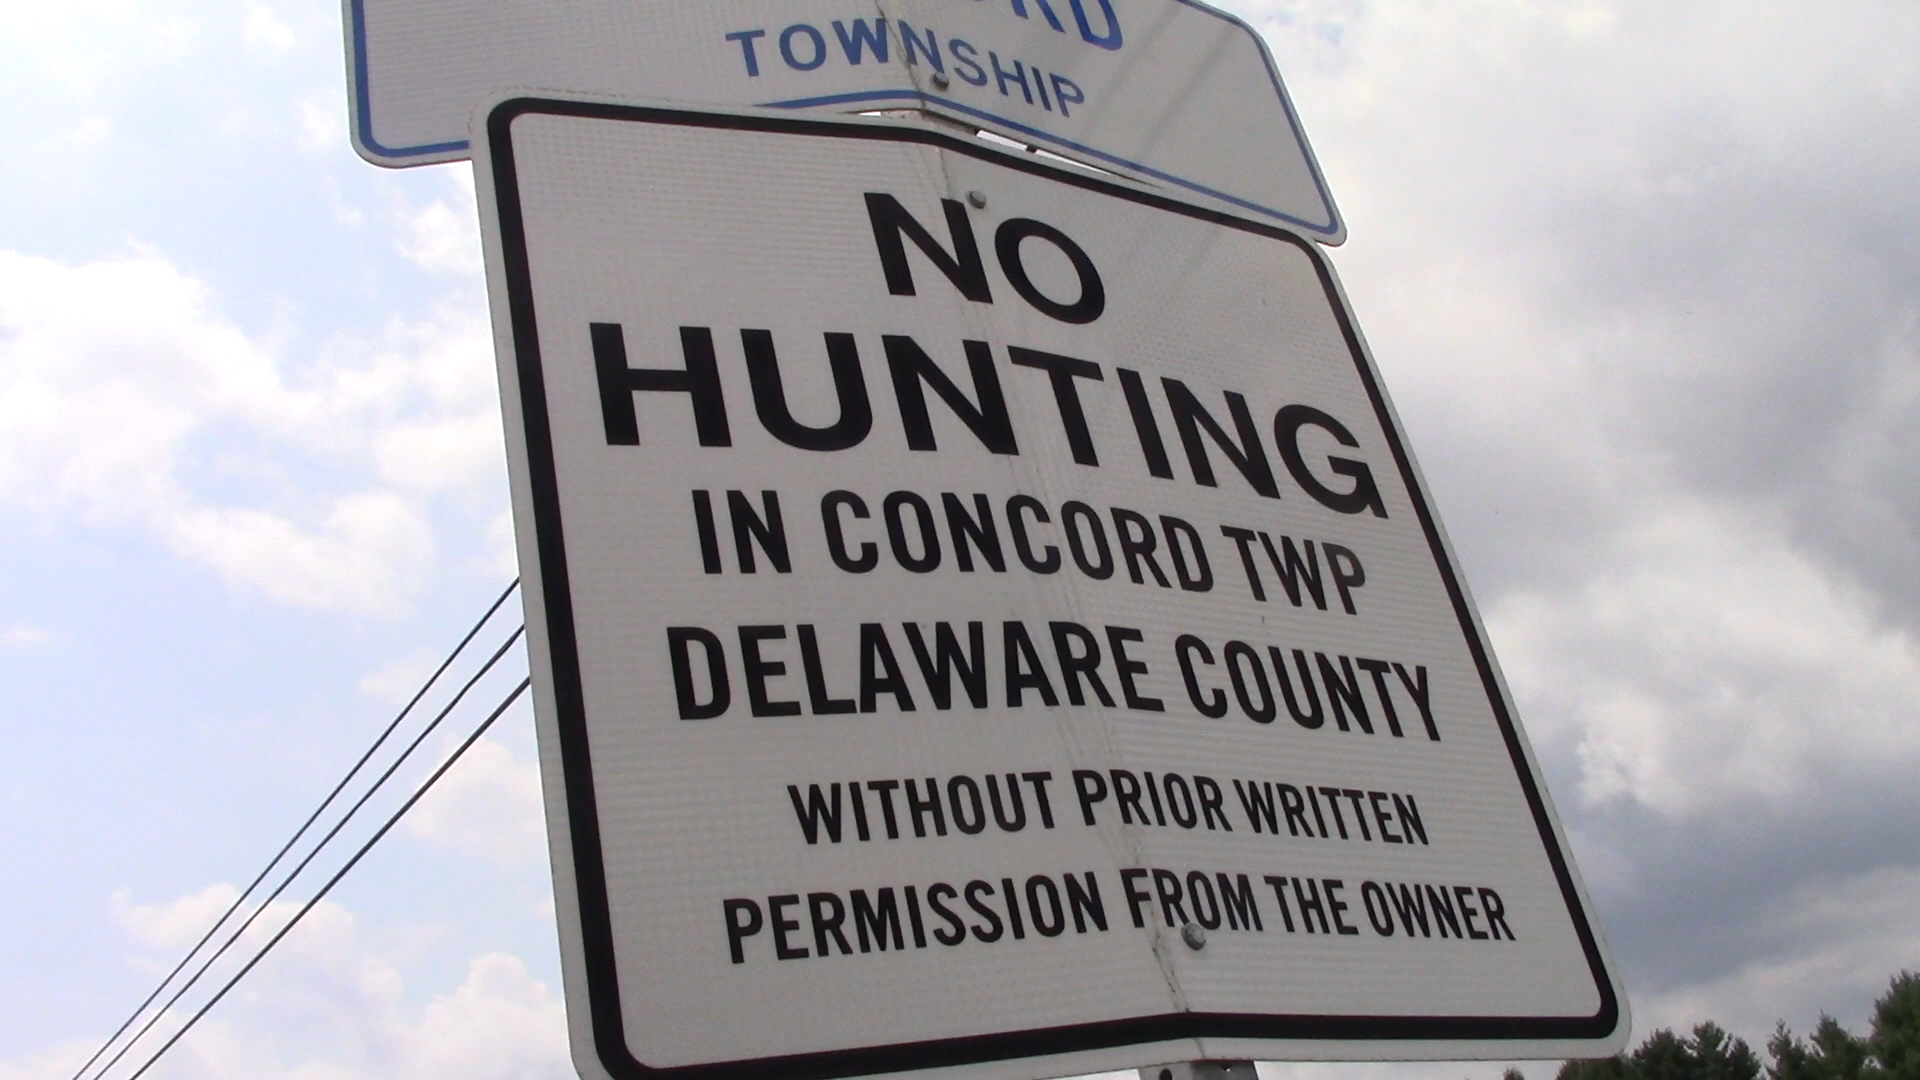 TOWNSHIP
NO
HUNTING
IN CONCORD TWP
DELAWARE COUNTY
WITHOUT PRIOR WRITTEN
PERMISSION FROM THE OWNER